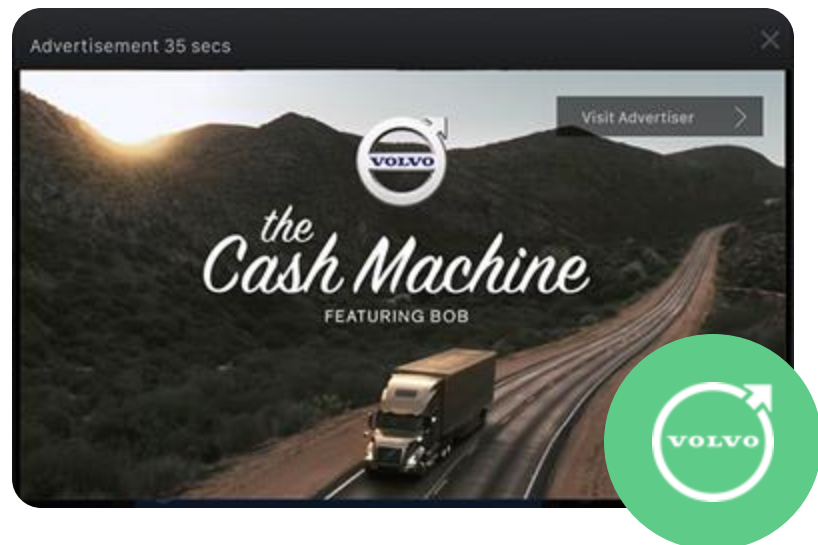 Advertisement 35 secs
Visit Advertiser
VOLVO
the
Cash Machine
FEATURING BOB
VOLVO